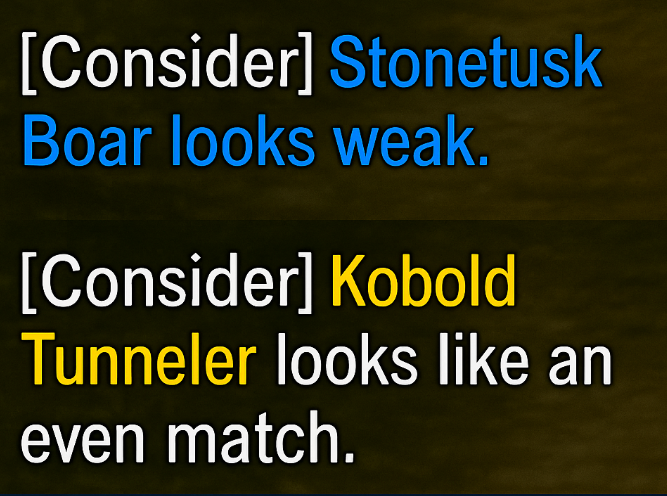 [Consider] Stonetusk
Boar looks weak.
[Consider] Kobold
Tunneler looks like an
even match.